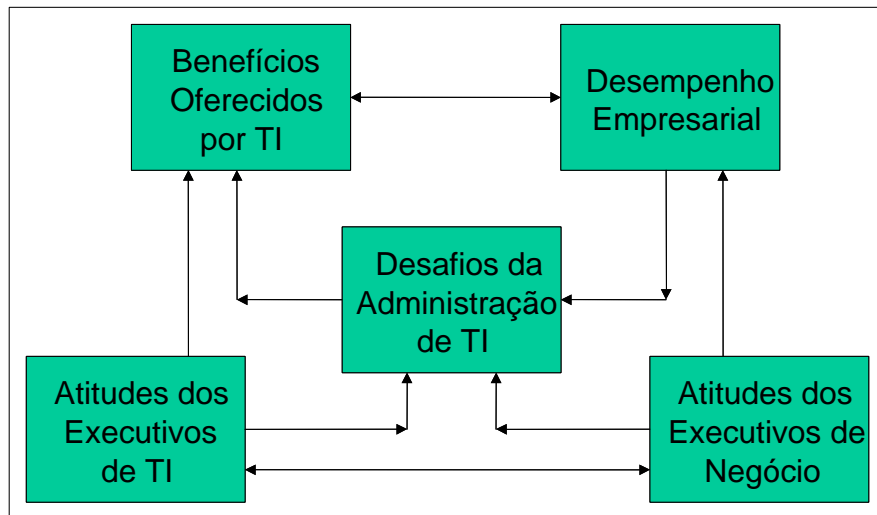 Benefícios
Oferecidos
por TI
Desempenho
Empresarial
Desafios da
Administração
de TI
Atitudes dos
Executivos
de TI
Atitudes dos
Executivos de
Negócio